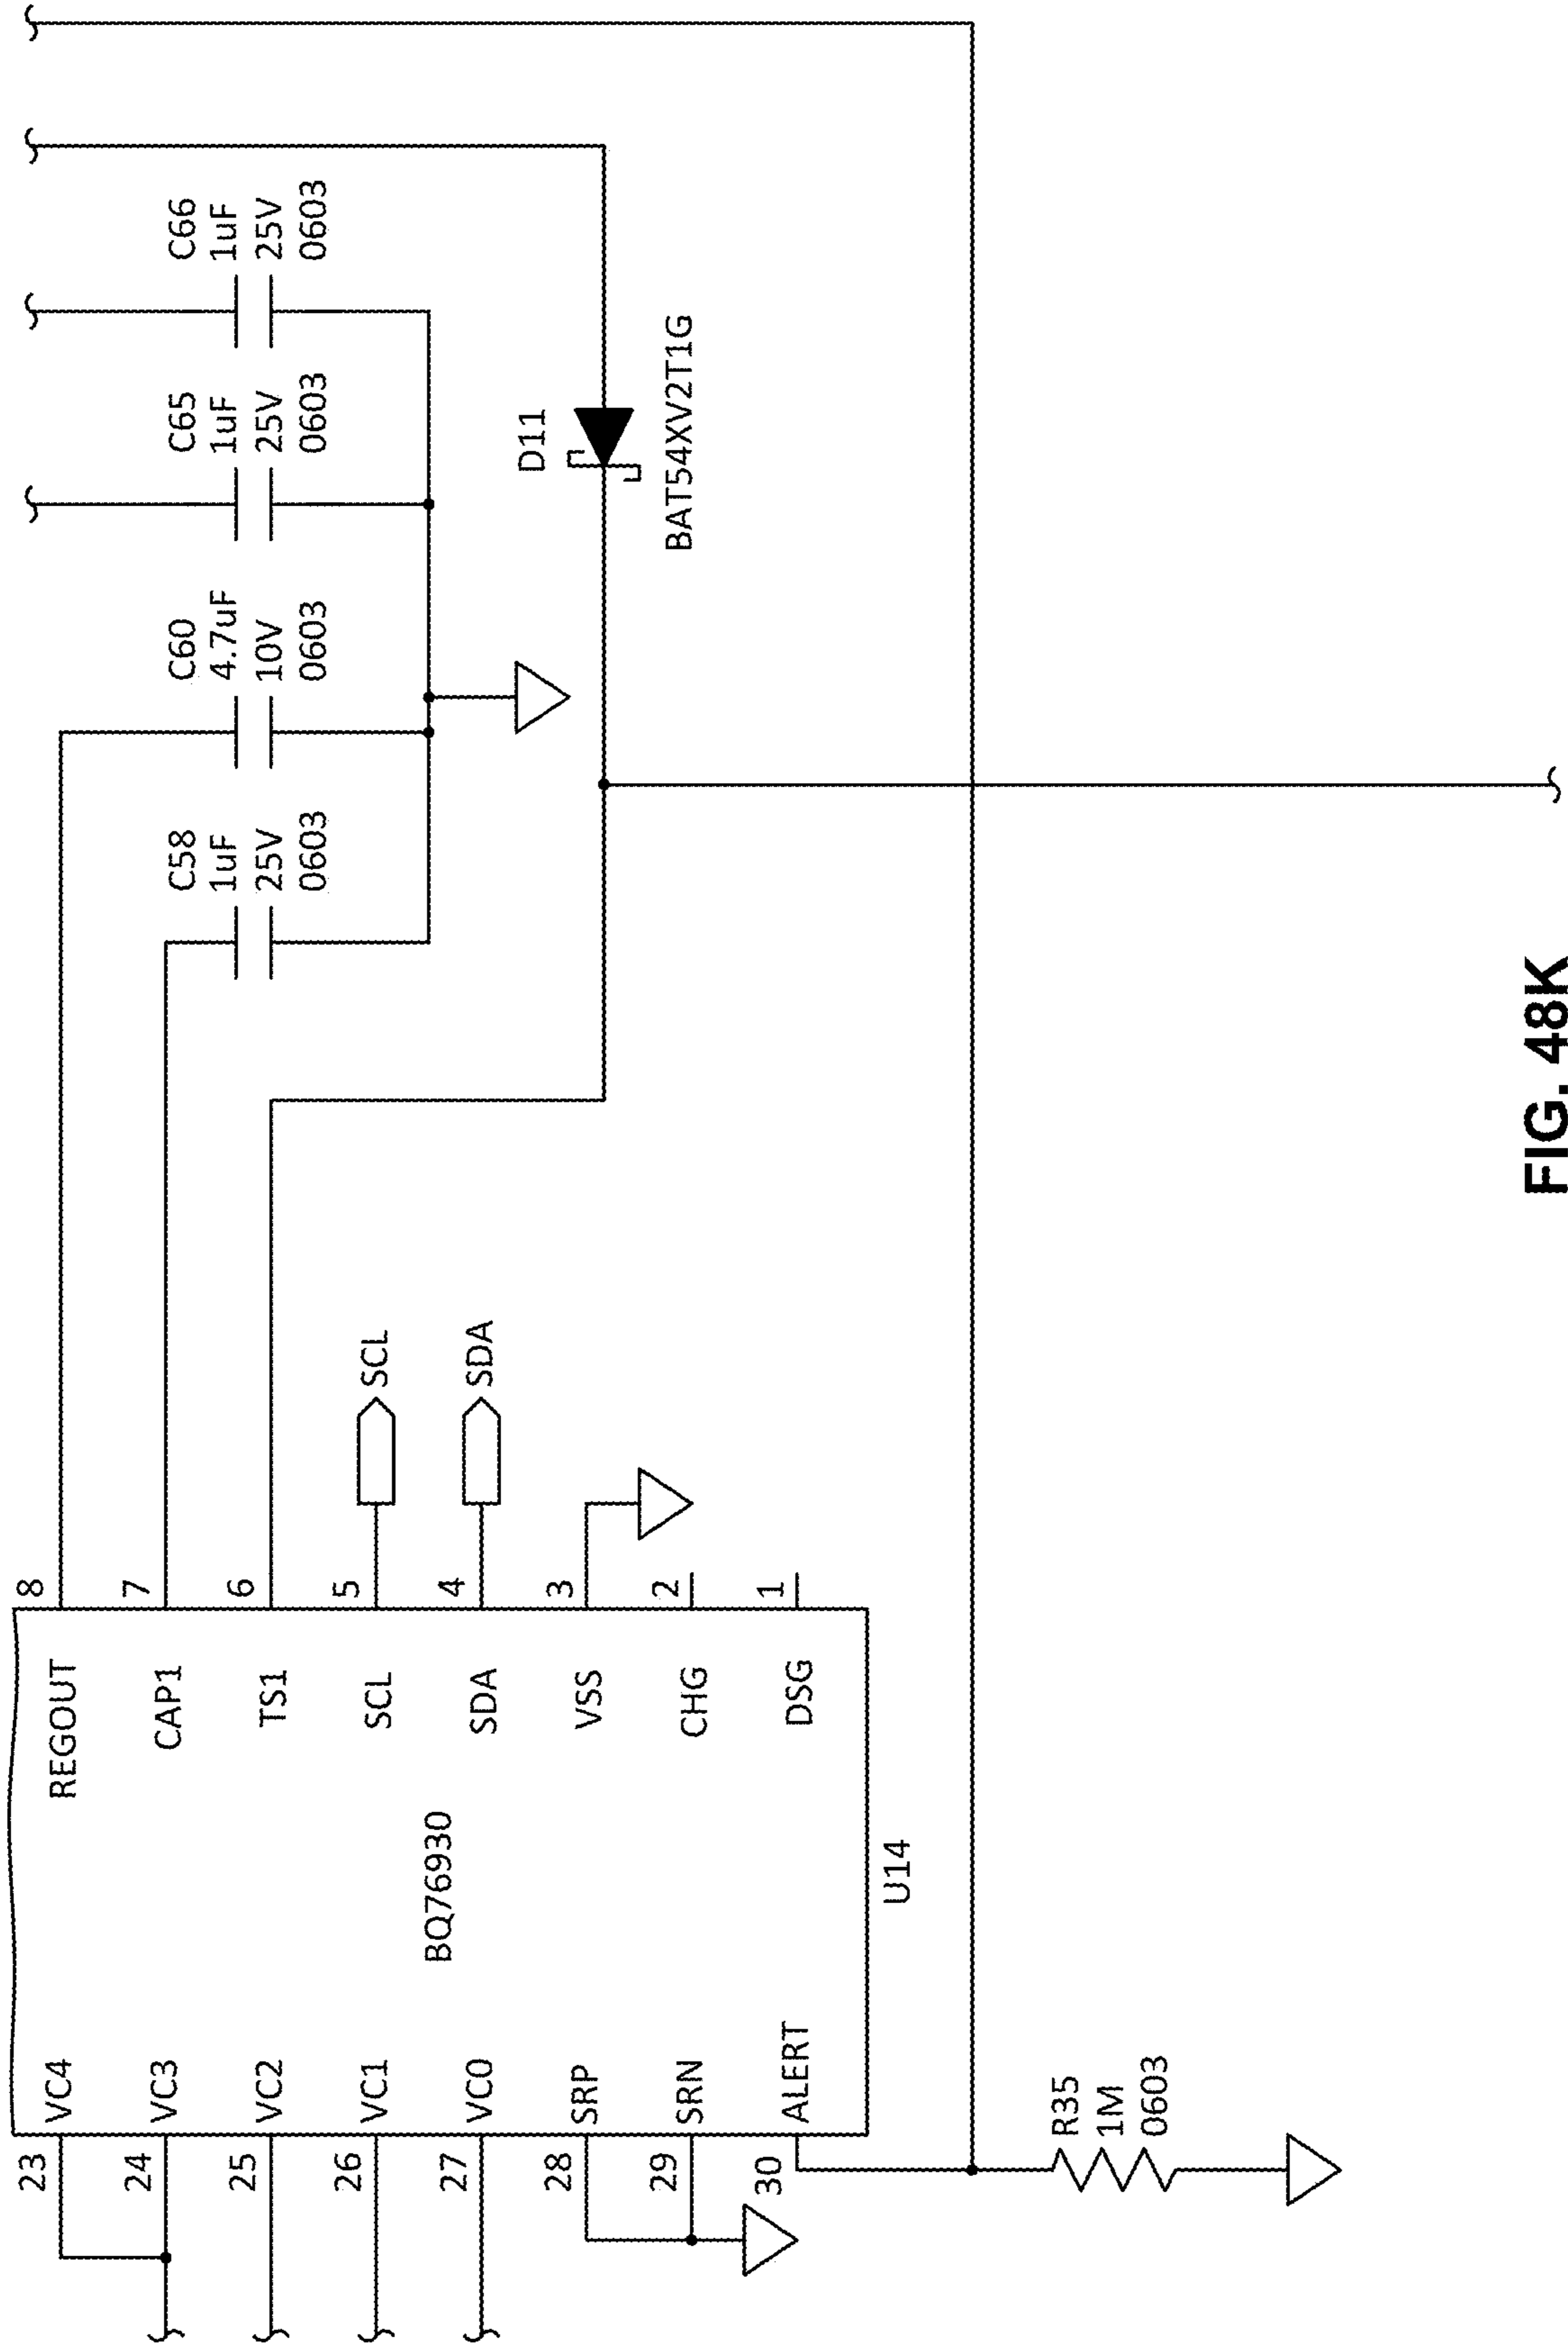 C58
1uF
25V
0603
C60
4.7uF
10V
0603
C65
1uF
25V
0603
C66
1uF
25V
0603
23
VC4
REGOUT
8
24
VC3
CAP1
7
25
VC2
TS1
6
26
VC1
SCL
5
SCL
27
VC0
SDA
4
SDA
28
SRP
VSS
3
29
SRN
CHG
2
30
ALERT
DSG
1
BQ76930
U14
D11
BAT54XV2T1G
R35
1M
0603
FIG. 48K